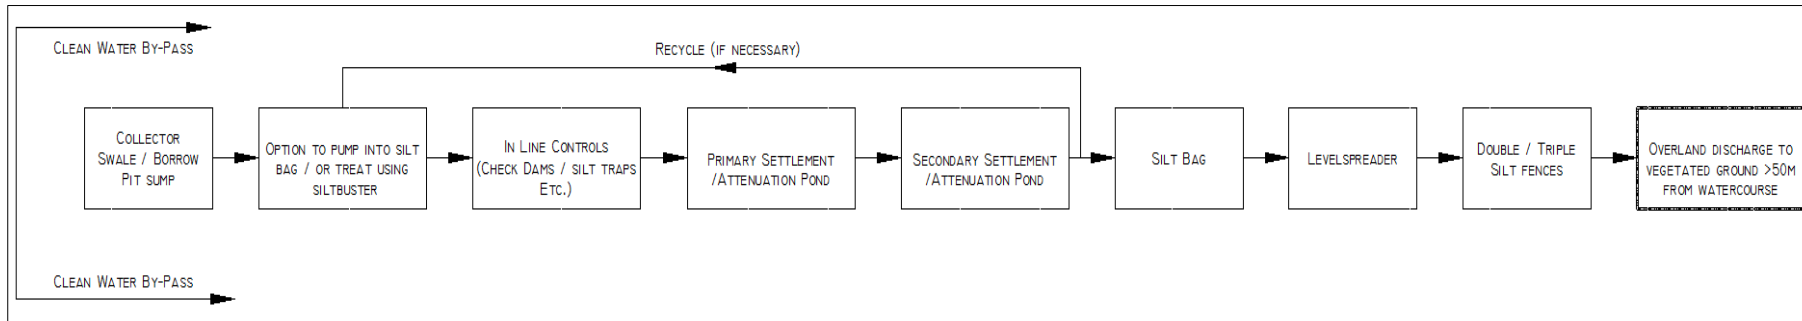 Clean Water By-Pass
Recycle (if necessary)
Collector
Swale / Borrow
Pit sump
Option to pump into silt
bag / or treat using
siltbuster
In Line Controls
(Check Dams / silt traps
Etc.)
Primary Settlement
/Attenuation Pond
Secondary Settlement
/Attenuation Pond
Silt Bag
Levelspreader
Double / Triple
Silt fences
Overland discharge to
vegetated ground >50m
from watercourse
Clean Water By-Pass